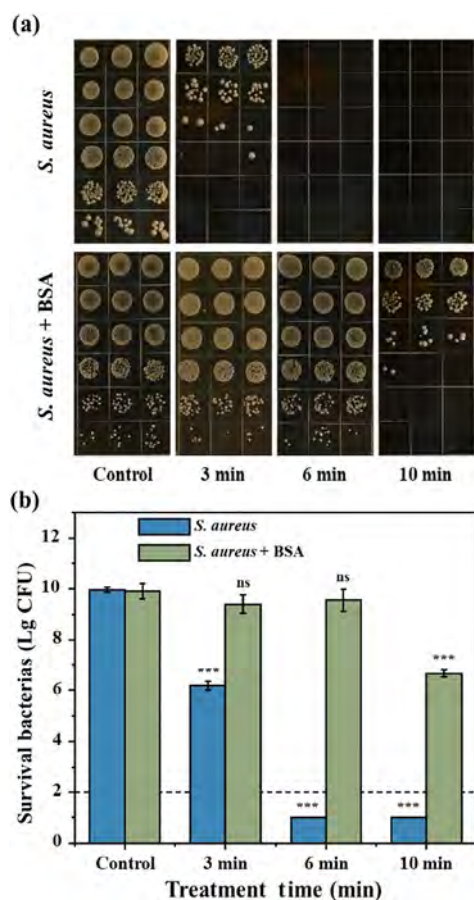 (a)
S. aureus
S. aureus + BSA
Control 3 min 6 min 10 min
(b)
S. aureus
S. aureus + BSA
Survival bacterias (Lg CFU)
12
10
8
6
4
2
0
ns
ns
***
***
***
***
Control 3 min 6 min 10 min
Treatment time (min)